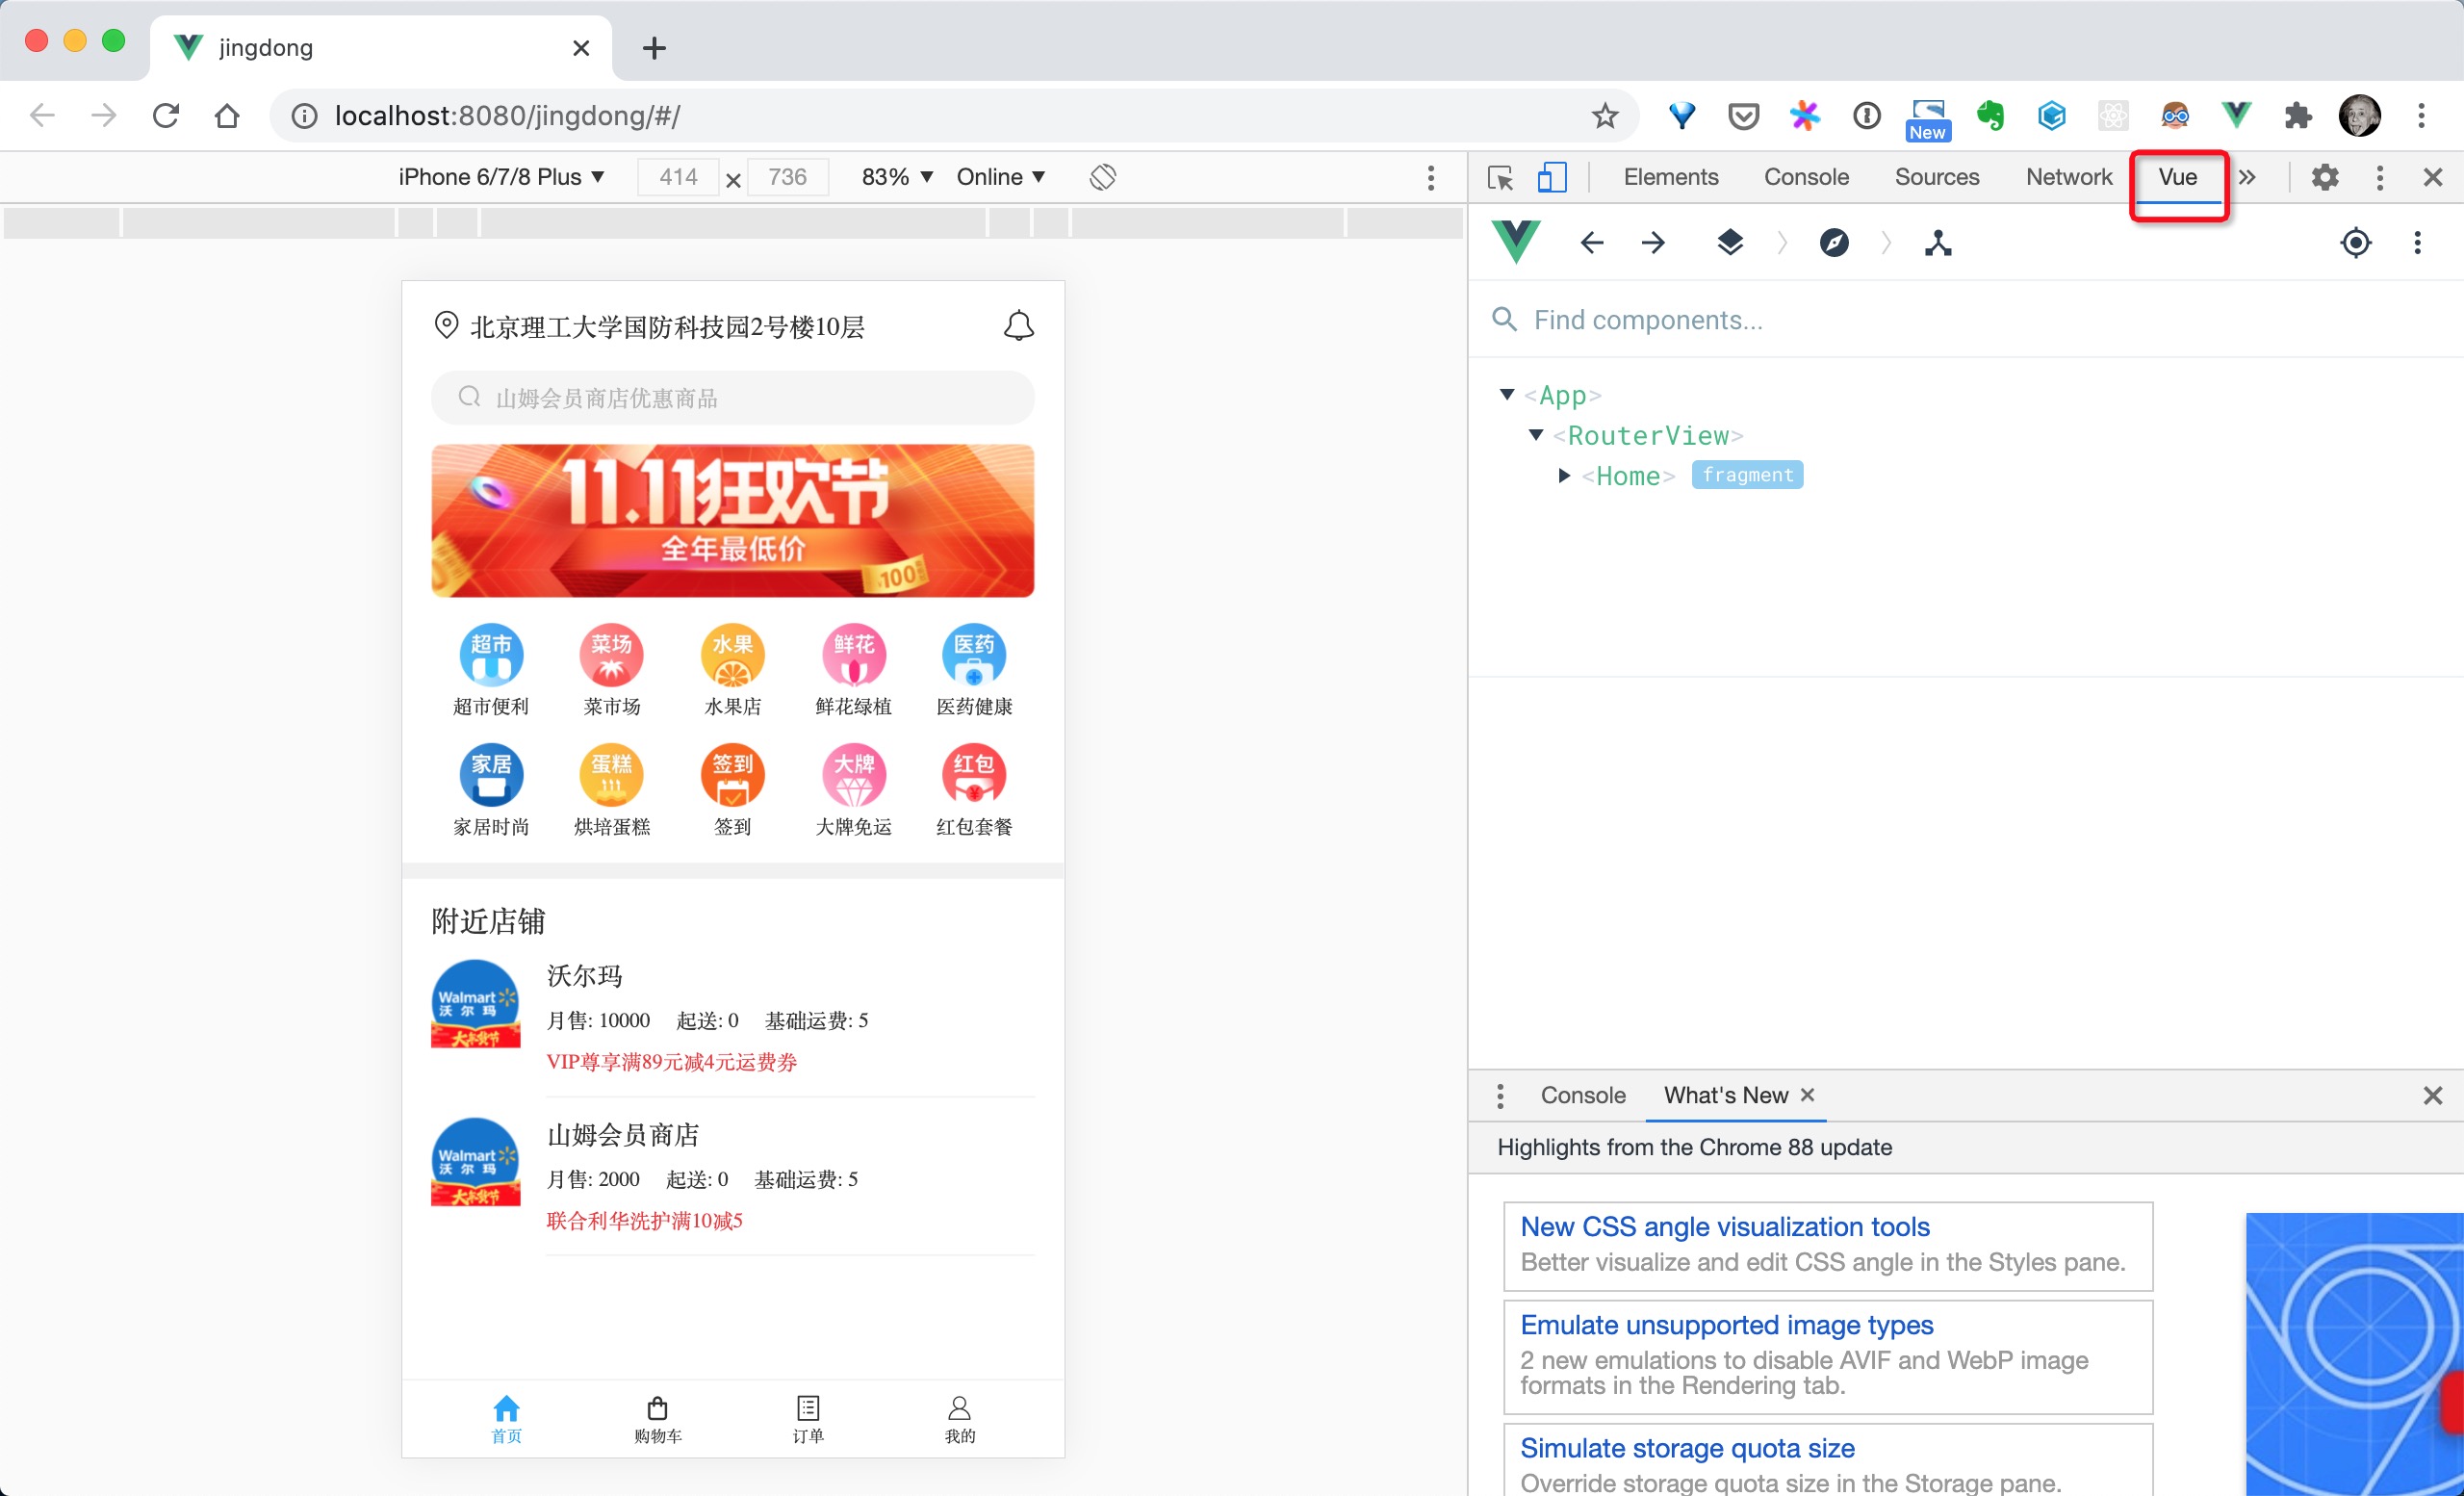 jingdong
localhost:8080/jingdong/#/
New
iPhone 6/7/8 Plus ▼ 414 × 736 83% ▼ Online ▼
Elements Console Sources Network Vue »
Find components...
北京理工大学国防科技园2号楼10层
山姆会员商店优惠商品
<App>
<RouterView>
<Home> fragment
11.11狂欢节
全年最低价
100
超市 菜场 水果 鲜花 医药
超市便利 菜市场 水果店 鲜花绿植 医药健康
家居 蛋糕 签到 大牌 红包
家居时尚 烘培蛋糕 签到 大牌免运 红包套餐
附近店铺
Walmart
沃尔玛
大年货节
沃尔玛
月售: 10000 起送: 0 基础运费: 5
VIP尊享满89元减4元运费券
Walmart
沃尔玛
大年货节
山姆会员商店
月售: 2000 起送: 0 基础运费: 5
联合利华洗护满10减5
首页 购物车 订单 我的
Console What's New
Highlights from the Chrome 88 update
New CSS angle visualization tools
Better visualize and edit CSS angle in the Styles pane.
Emulate unsupported image types
2 new emulations to disable AVIF and WebP image
formats in the Rendering tab.
Simulate storage quota size
Override storage quota size in the Storage pane.